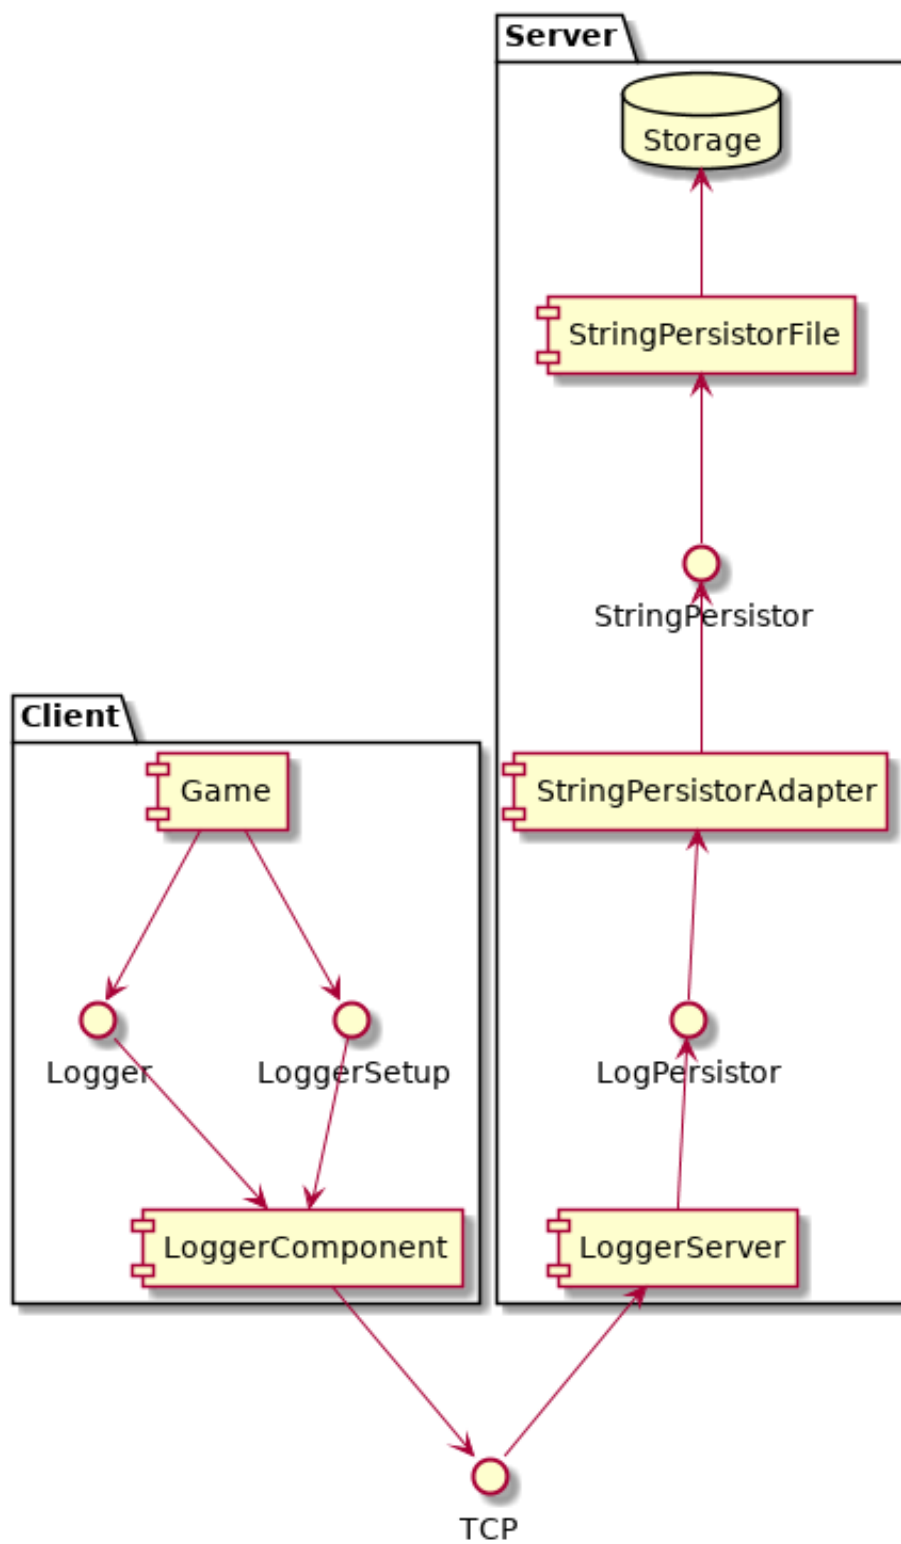 Server
Storage
StringPersistorFile
StringPersistor
Client
Game
StringPersistorAdapter
Logger
LoggerSetup
LogPersistor
LoggerComponent
LoggerServer
TCP